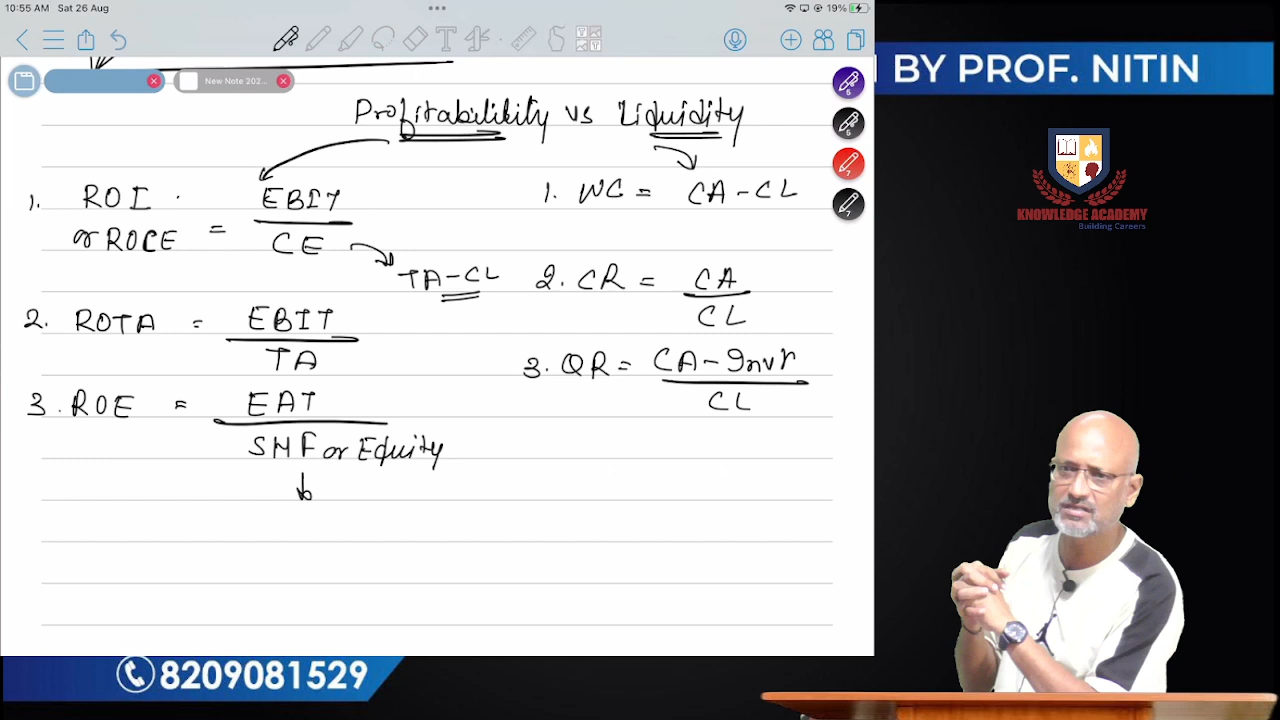 10:55 AM Sat 26 Aug
19%
New Note 202...
BY PROF. NITIN
KNOWLEDGE ACADEMY
Building Careers
Profitabilikity vs Liquidity
1. ROI or ROCE = EBIT / CE
TA-CL
2. ROTA = EBIT / TA
3. ROE = EAT / SHF or Equity
1. WC = CA-CL
2. CR = CA / CL
3. QR = CA-Invr / CL
8209081529